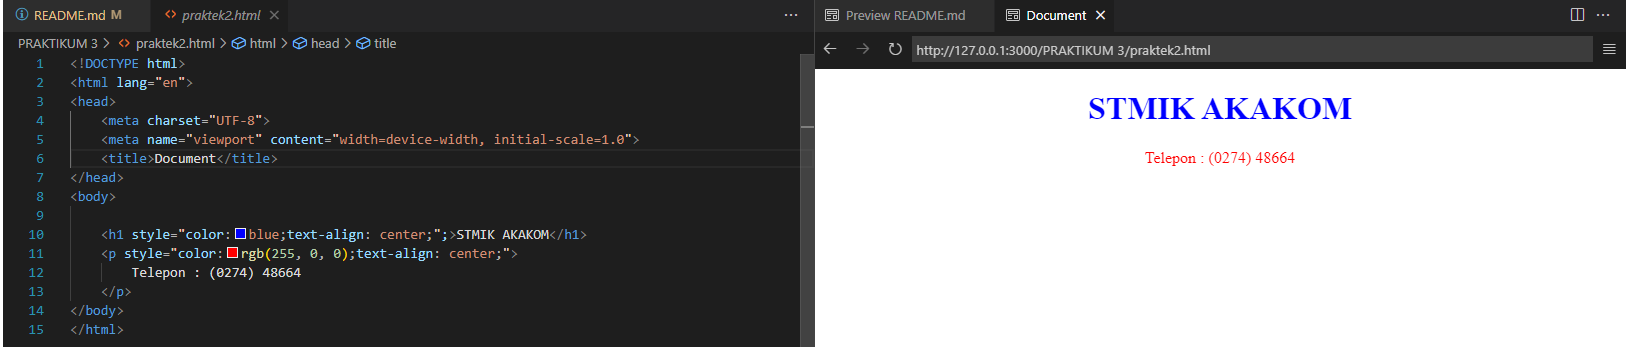 README.md M praktek2.html
PRAKTIKUM 3 > praktek2.html > html > head > title
1 <!DOCTYPE html>
2 <html lang="en">
3 <head>
4 <meta charset="UTF-8">
5 <meta name="viewport" content="width=device-width, initial-scale=1.0">
6 <title>Document</title>
7 </head>
8 <body>
9
10 <h1 style="color:blue;text-align: center;";>STMIK AKAKOM</h1>
11 <p style="color:rgb(255, 0, 0);text-align: center;">
12 Telepon : (0274) 48664
13 </p>
14 </body>
15 </html>
Preview README.md Document
http://127.0.0.1:3000/PRAKTIKUM 3/praktek2.html
STMIK AKAKOM
Telepon : (0274) 48664